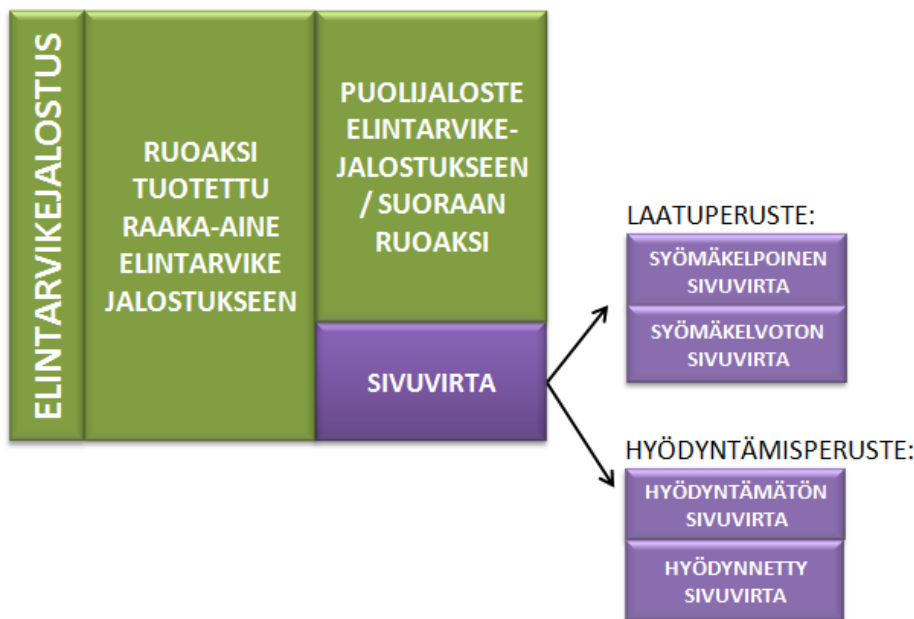 ELINTARVIKEJALOSTUS
RUOAKSI
TUOTETTU
RAAKA-AINE
ELINTARVIKE
JALOSTUKSEEN
PUOLIJALOSTE
ELINTARVIKE-
JALOSTUKSEEN
/ SUORAAN
RUOAKSI
SIVUVIRTA
LAATUPERUSTE:
SYÖMÄKELPOINEN
SIVUVIRTA
SYÖMÄKELVOTON
SIVUVIRTA
HYÖDYNTÄMISPERUSTE:
HYÖDYNTÄMÄTÖN
SIVUVIRTA
HYÖDYNNETTY
SIVUVIRTA